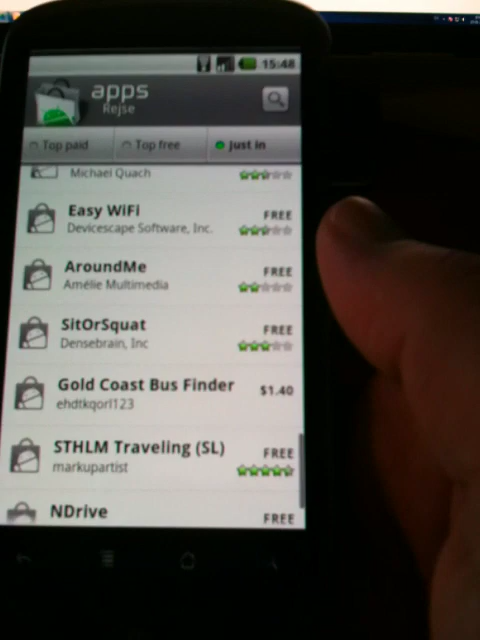 15:48
apps
Rejse
Top paid
Top free
Just in
Michael Quach
Easy WiFi
FREE
Devicescape Software, Inc.
AroundMe
FREE
Amélie Multimedia
SitOrSquat
FREE
Densebrain, Inc
Gold Coast Bus Finder
$1.40
ehdtkqorl123
STHLM Traveling (SL)
FREE
markupartist
NDrive
FREE